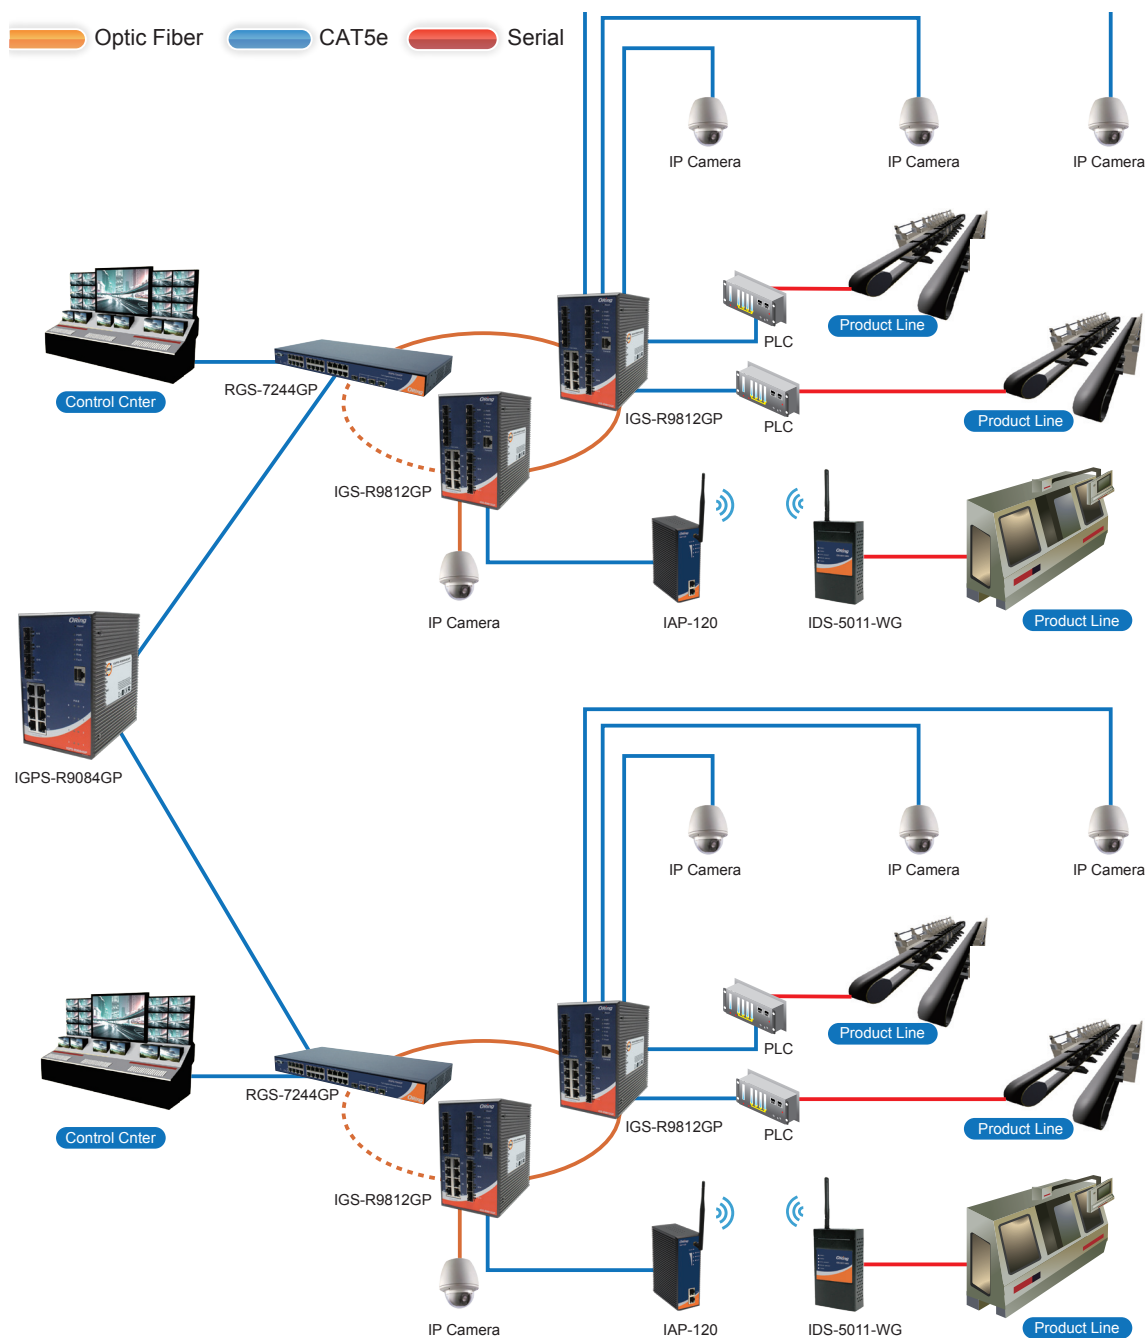 Optic Fiber CAT5e Serial
IP Camera IP Camera IP Camera
Product Line
PLC
RGS-7244GP
Control Cnter
IGS-R9812GP PLC
Product Line
IGS-R9812GP
IP Camera IAP-120 IDS-5011-WG Product Line
ORing
IGPS-R9084GP
IP Camera IP Camera IP Camera
Product Line
PLC
RGS-7244GP
Control Cnter
IGS-R9812GP PLC
Product Line
IGS-R9812GP
IP Camera IAP-120 IDS-5011-WG Product Line